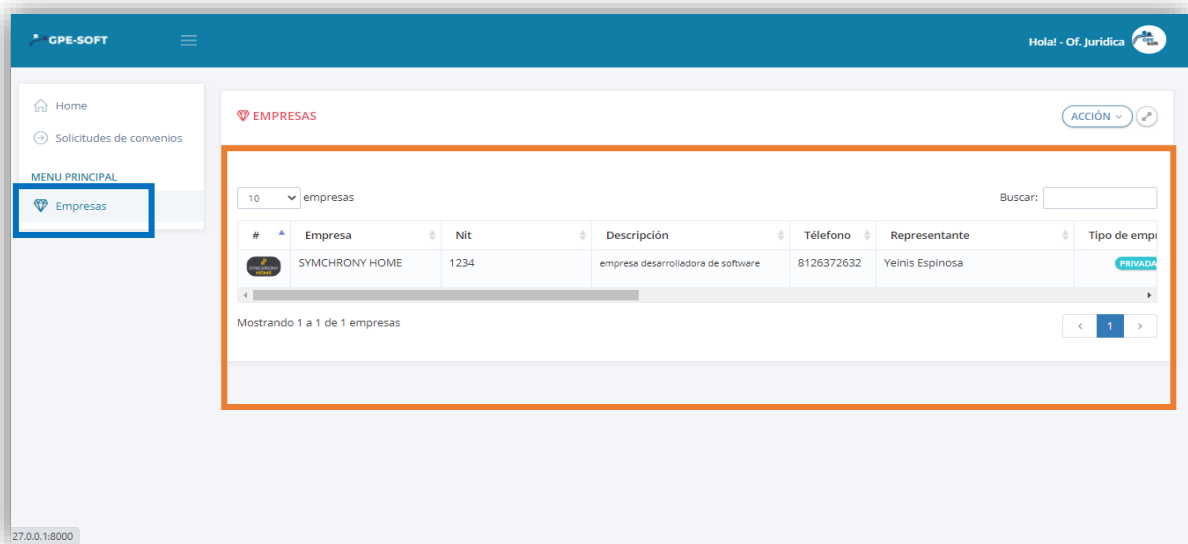 GPE-SOFT
Hola! - Of. Juridica
Home
Solicitudes de convenios
MENU PRINCIPAL
Empresas
EMPRESAS
ACCIÓN
10 empresas
Buscar:
# Empresa Nit Descripción Télefono Representante Tipo de empr
SYMCHRONY HOME 1234 empresa desarrolladora de software 8126372632 Yeinis Espinosa PRIVADA
Mostrando 1 a 1 de 1 empresas
< 1 >
27.0.0.1:8000